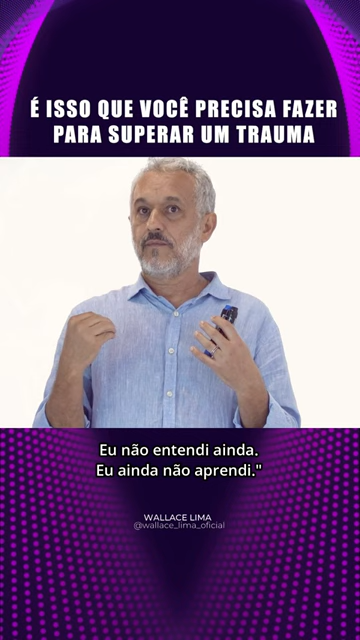 É ISSO QUE VOCÊ PRECISA FAZER
PARA SUPERAR UM TRAUMA
Eu não entendi ainda.
Eu ainda não aprendi."
WALLACE LIMA
@wallace_lima_oficial